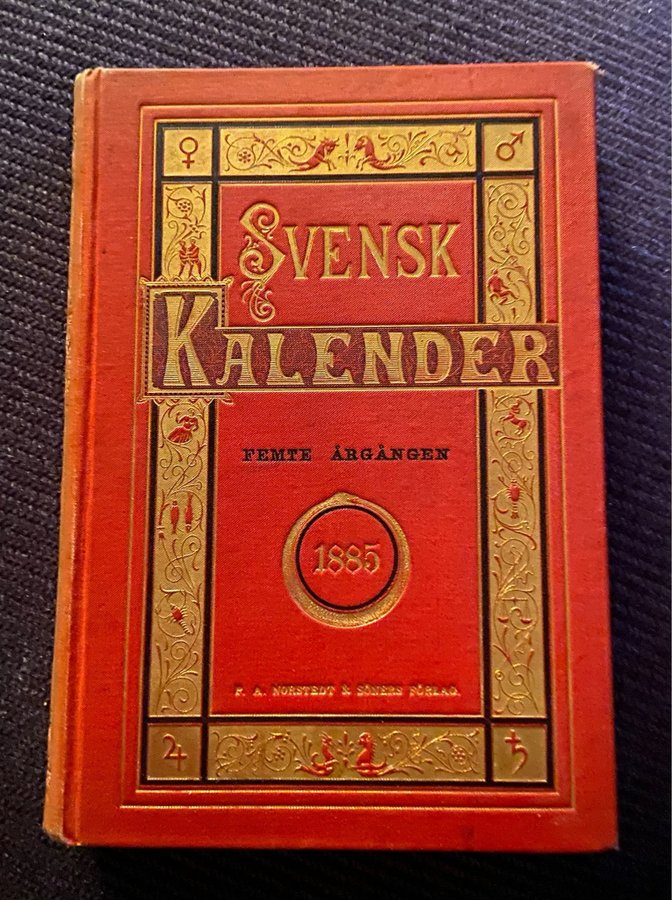 ♀ ♂
SVENSK
KALENDER
FEMTE ÅRGÅNGEN
1885
P. A. NORSTEDT & SÖNERS FÖRLAG.
♃ ♄